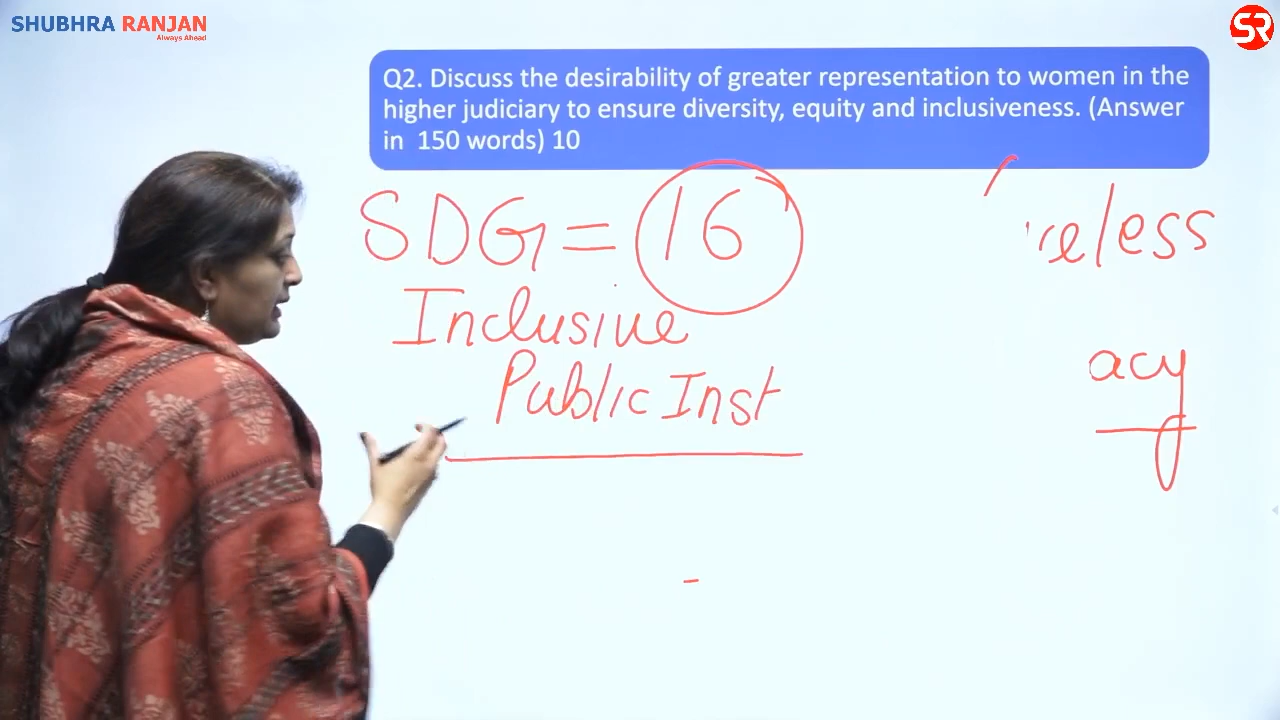 SHUBHRA RANJAN
Always Ahead
SR
Q2. Discuss the desirability of greater representation to women in the
higher judiciary to ensure diversity, equity and inclusiveness. (Answer
in 150 words) 10
SDG = 16
Inclusive
Public Inst
acy